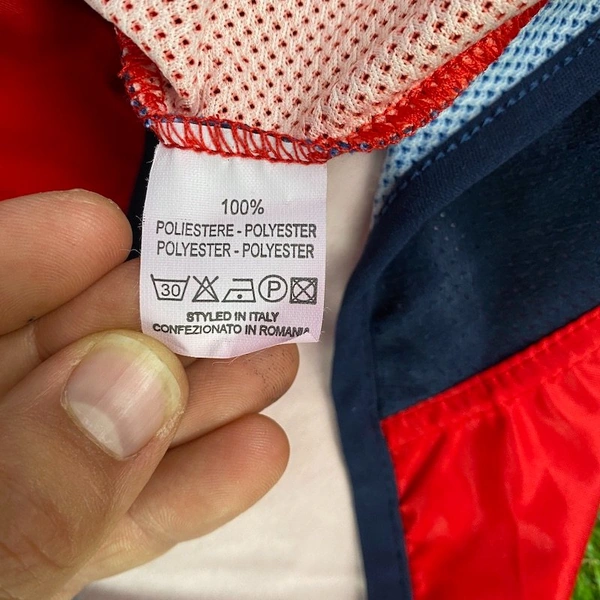 100%
POLIESTERE - POLYESTER
POLYESTER - POLYESTER
30 P
STYLED IN ITALY
CONFEZIONATO IN ROMANIA